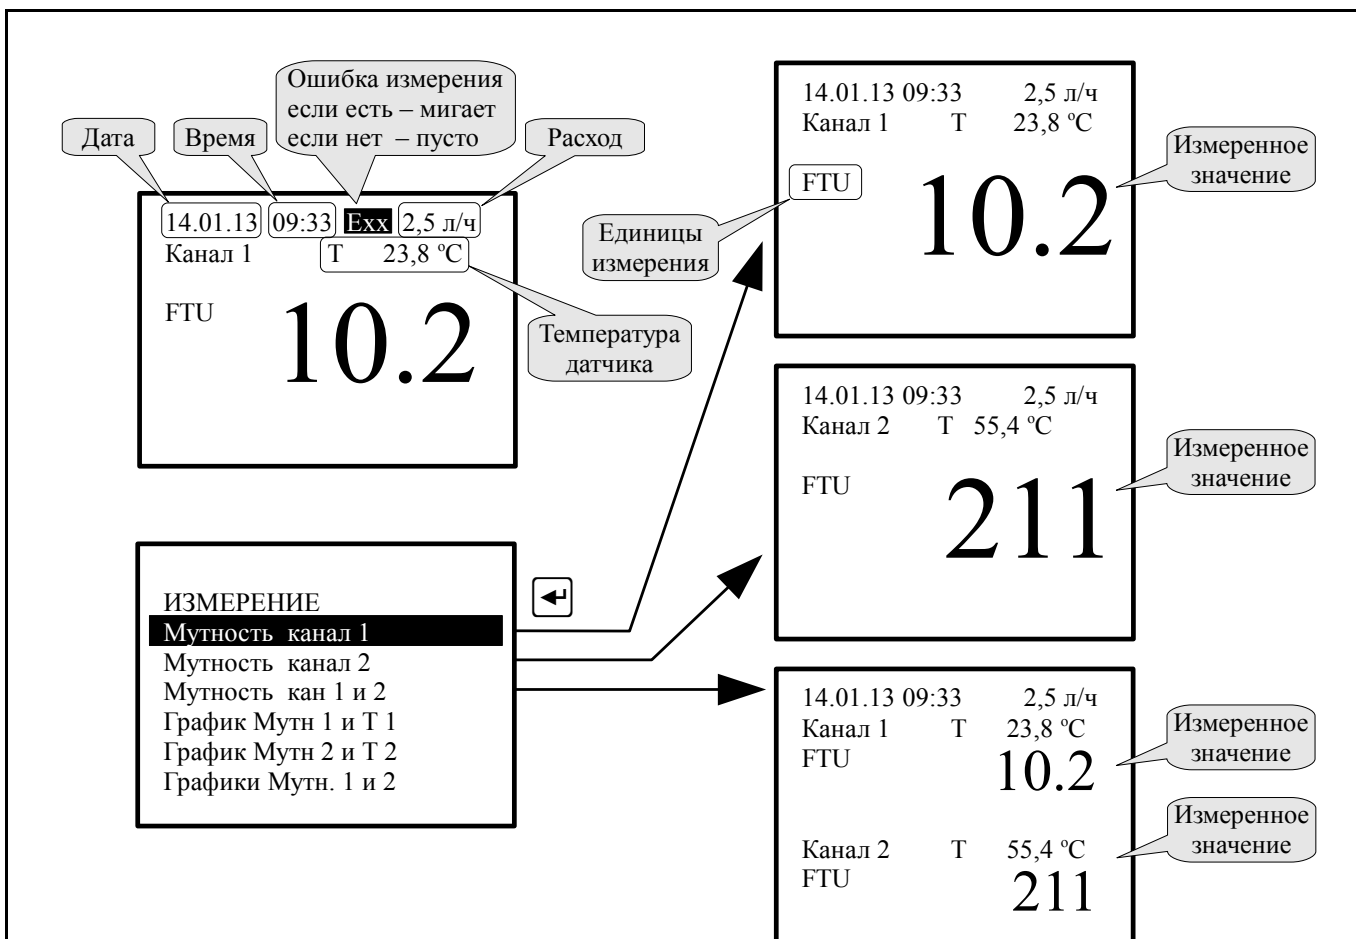 Ошибка измерения
если есть – мигает
если нет – пусто
Дата
Время
Расход
14.01.13 09:33 Exx 2,5 л/ч
Канал 1 T 23,8 ºC
FTU
10.2
Температура
датчика
ИЗМЕРЕНИЕ
Мутность канал 1
Мутность канал 2
Мутность кан 1 и 2
График Мутн 1 и Т 1
График Мутн 2 и Т 2
Графики Мутн. 1 и 2
14.01.13 09:33 2,5 л/ч
Канал 1 T 23,8 ºC
FTU
10.2
Единицы
измерения
Измеренное
значение
14.01.13 09:33 2,5 л/ч
Канал 2 T 55,4 ºC
FTU
211
Измеренное
значение
14.01.13 09:33 2,5 л/ч
Канал 1 T 23,8 ºC
FTU
10.2
Измеренное
значение
Канал 2 T 55,4 ºC
FTU
211
Измеренное
значение